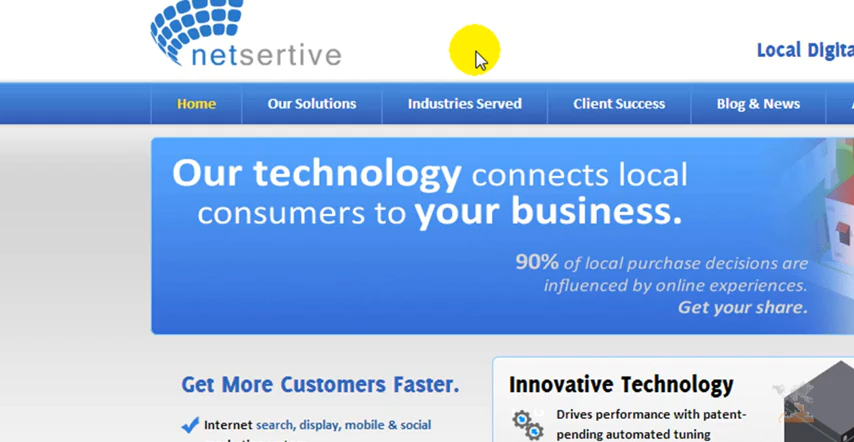 netsertive
Local
Home Our Solutions Industries Served Client Success Blog & News
Our technology connects local
consumers to your business.
90% of local purchase decisions are
influenced by online experiences.
Get your share.
Get More Customers Faster.
Internet search, display, mobile & social
Innovative Technology
Drives performance with patent-
pending automated tuning